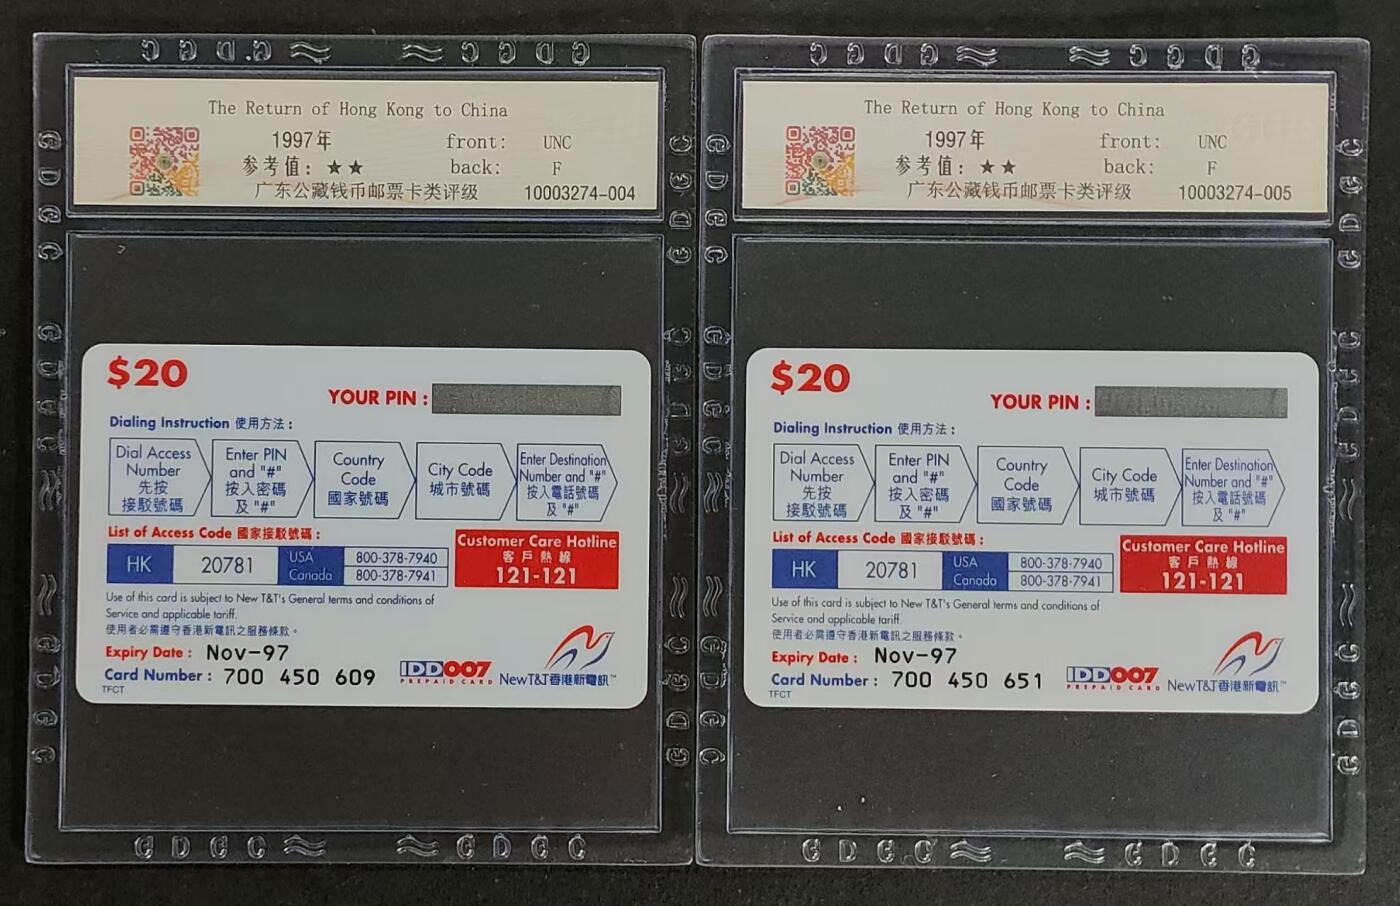 G D G C
The Return of Hong Kong to China
1997年 front: UNC
参考值：★★ back: F
广东公藏钱币邮票卡类评级 10003274-004
$20
YOUR PIN :
Dialing Instruction 使用方法：
Dial Access Number 先按 接駁號碼
Enter PIN and "#" 按入密碼 及 "#"
Country Code 國家號碼
City Code 城市號碼
Enter Destination Number and "#" 按入電話號碼 及 "#"
List of Access Code 國家接駁號碼：
HK 20781 USA Canada 800-378-7940 800-378-7941
Customer Care Hotline
客戶熱線
121-121
Use of this card is subject to New T&T's General terms and conditions of
Service and applicable tariff.
使用者必需遵守香港新電訊之服務條款。
Expiry Date : Nov-97
Card Number : 700 450 609
TFCT
IDD007
PREPAID CARD
New T&T香港新電訊™
G D G C
G D G C
The Return of Hong Kong to China
1997年 front: UNC
参考值：★★ back: F
广东公藏钱币邮票卡类评级 10003274-005
$20
YOUR PIN :
Dialing Instruction 使用方法：
Dial Access Number 先按 接駁號碼
Enter PIN and "#" 按入密碼 及 "#"
Country Code 國家號碼
City Code 城市號碼
Enter Destination Number and "#" 按入電話號碼 及 "#"
List of Access Code 國家接駁號碼：
HK 20781 USA Canada 800-378-7940 800-378-7941
Customer Care Hotline
客戶熱線
121-121
Use of this card is subject to New T&T's General terms and conditions of
Service and applicable tariff.
使用者必需遵守香港新電訊之服務條款。
Expiry Date : Nov-97
Card Number : 700 450 651
TFCT
IDD007
PREPAID CARD
New T&T香港新電訊™
G D G C